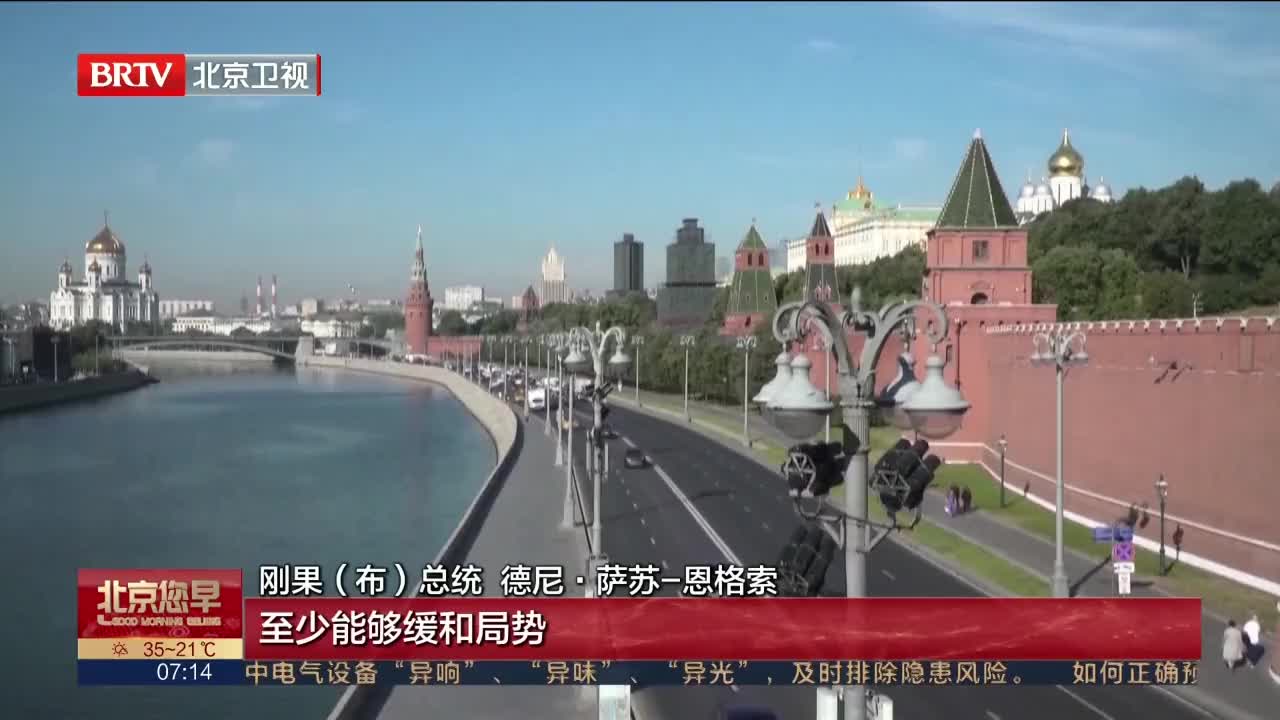 BRTV 北京卫视
刚果（布）总统 德尼·萨苏-恩格索
北京您早
GOOD MORNING BEIJING
至少能够缓和局势
35~21℃
07:14
中电气设备“异响”、“异味”、“异光”，及时排除隐患风险。 如何正确预